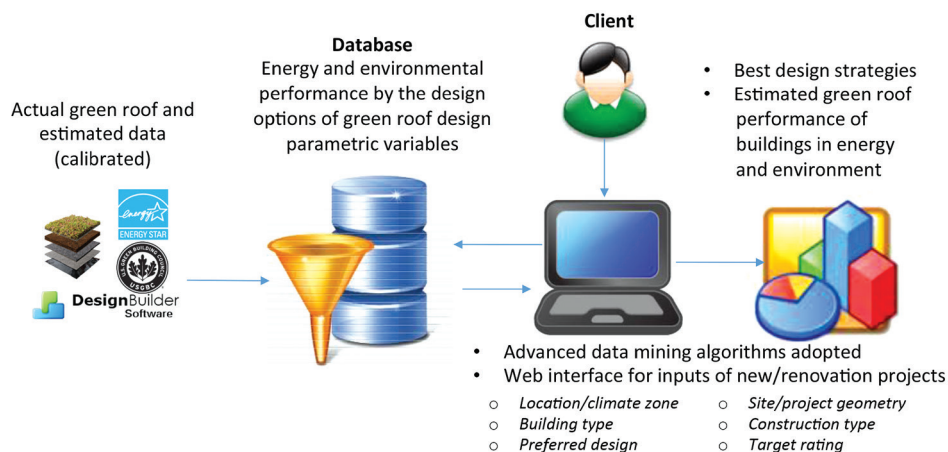 Client
Database
Energy and environmental
performance by the design
options of green roof design
parametric variables
Actual green roof and
estimated data
(calibrated)
energy
ENERGY STAR
U.S. GREEN BUILDING COUNCIL
USGBC
DesignBuilder
Software
• Best design strategies
• Estimated green roof
performance of
buildings in energy
and environment
• Advanced data mining algorithms adopted
• Web interface for inputs of new/renovation projects
o Location/climate zone
o Building type
o Preferred design
o Site/project geometry
o Construction type
o Target rating